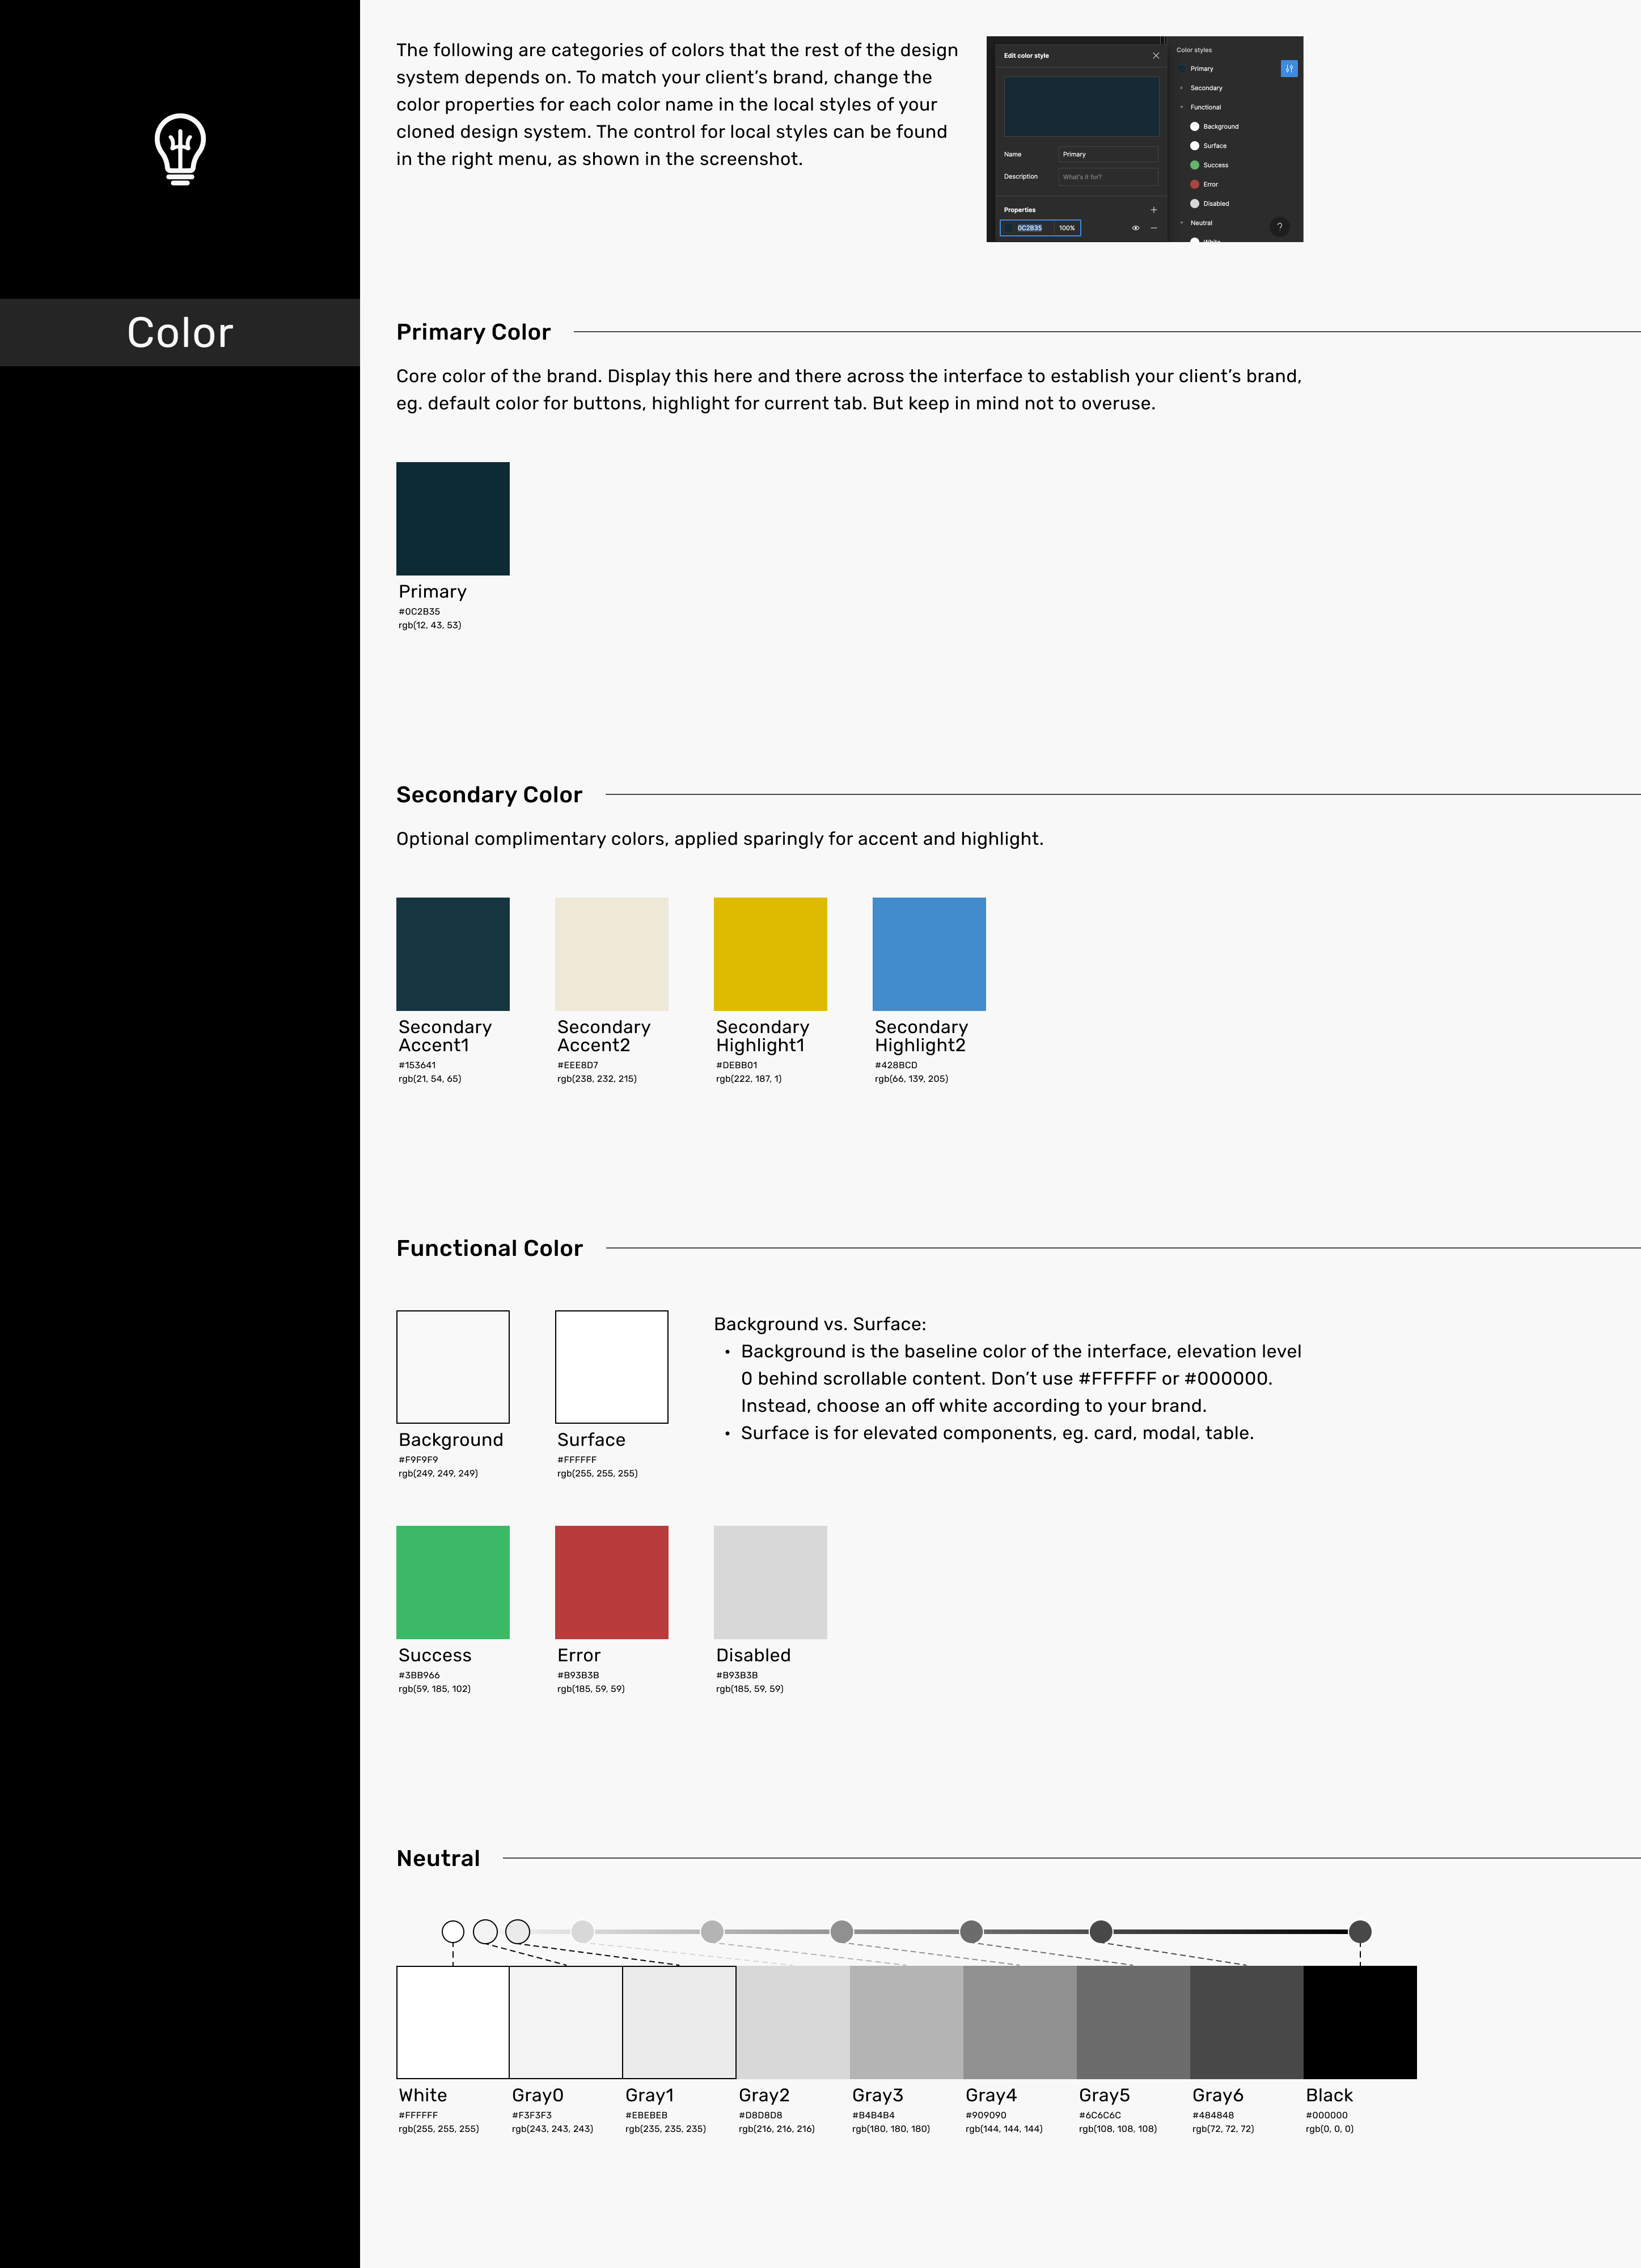 Color
The following are categories of colors that the rest of the design
system depends on. To match your client’s brand, change the
color properties for each color name in the local styles of your
cloned design system. The control for local styles can be found
in the right menu, as shown in the screenshot.
Edit color style
Name
Primary
Description
What's it for?
Properties
0C2B35
100%
Color styles
Primary
Secondary
Functional
Background
Surface
Success
Error
Disabled
Neutral
White
?
Primary Color
Core color of the brand. Display this here and there across the interface to establish your client’s brand,
eg. default color for buttons, highlight for current tab. But keep in mind not to overuse.
Primary
#0C2B35
rgb(12, 43, 53)
Secondary Color
Optional complimentary colors, applied sparingly for accent and highlight.
Secondary
Accent1
#153641
rgb(21, 54, 65)
Secondary
Accent2
#EEE8D7
rgb(238, 232, 215)
Secondary
Highlight1
#DEBB01
rgb(222, 187, 1)
Secondary
Highlight2
#428BCD
rgb(66, 139, 205)
Functional Color
Background
#F9F9F9
rgb(249, 249, 249)
Surface
#FFFFFF
rgb(255, 255, 255)
Background vs. Surface:
• Background is the baseline color of the interface, elevation level
0 behind scrollable content. Don’t use #FFFFFF or #000000.
Instead, choose an off white according to your brand.
• Surface is for elevated components, eg. card, modal, table.
Success
#3BB966
rgb(59, 185, 102)
Error
#B93B3B
rgb(185, 59, 59)
Disabled
#B93B3B
rgb(185, 59, 59)
Neutral
White
#FFFFFF
rgb(255, 255, 255)
Gray0
#F3F3F3
rgb(243, 243, 243)
Gray1
#EBEBEB
rgb(235, 235, 235)
Gray2
#D8D8D8
rgb(216, 216, 216)
Gray3
#B4B4B4
rgb(180, 180, 180)
Gray4
#909090
rgb(144, 144, 144)
Gray5
#6C6C6C
rgb(108, 108, 108)
Gray6
#484848
rgb(72, 72, 72)
Black
#000000
rgb(0, 0, 0)